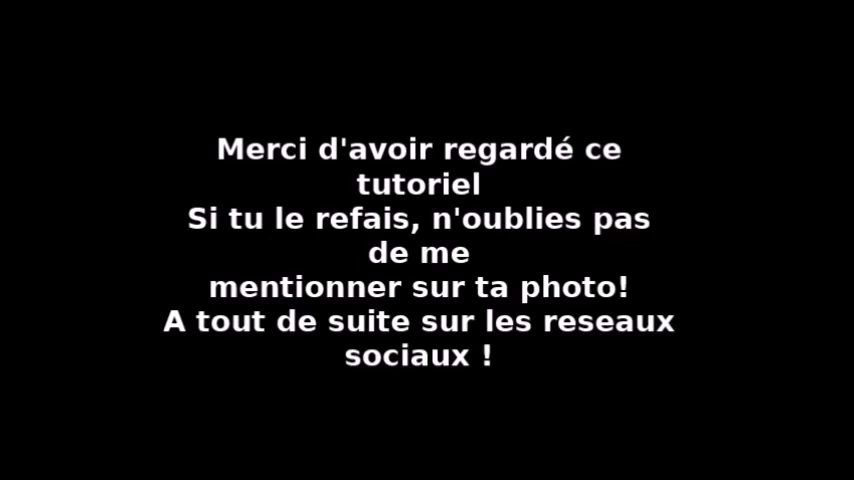 Merci d'avoir regardé ce
tutoriel
Si tu le refais, n'oublies pas
de me
mentionner sur ta photo!
A tout de suite sur les reseaux
sociaux !